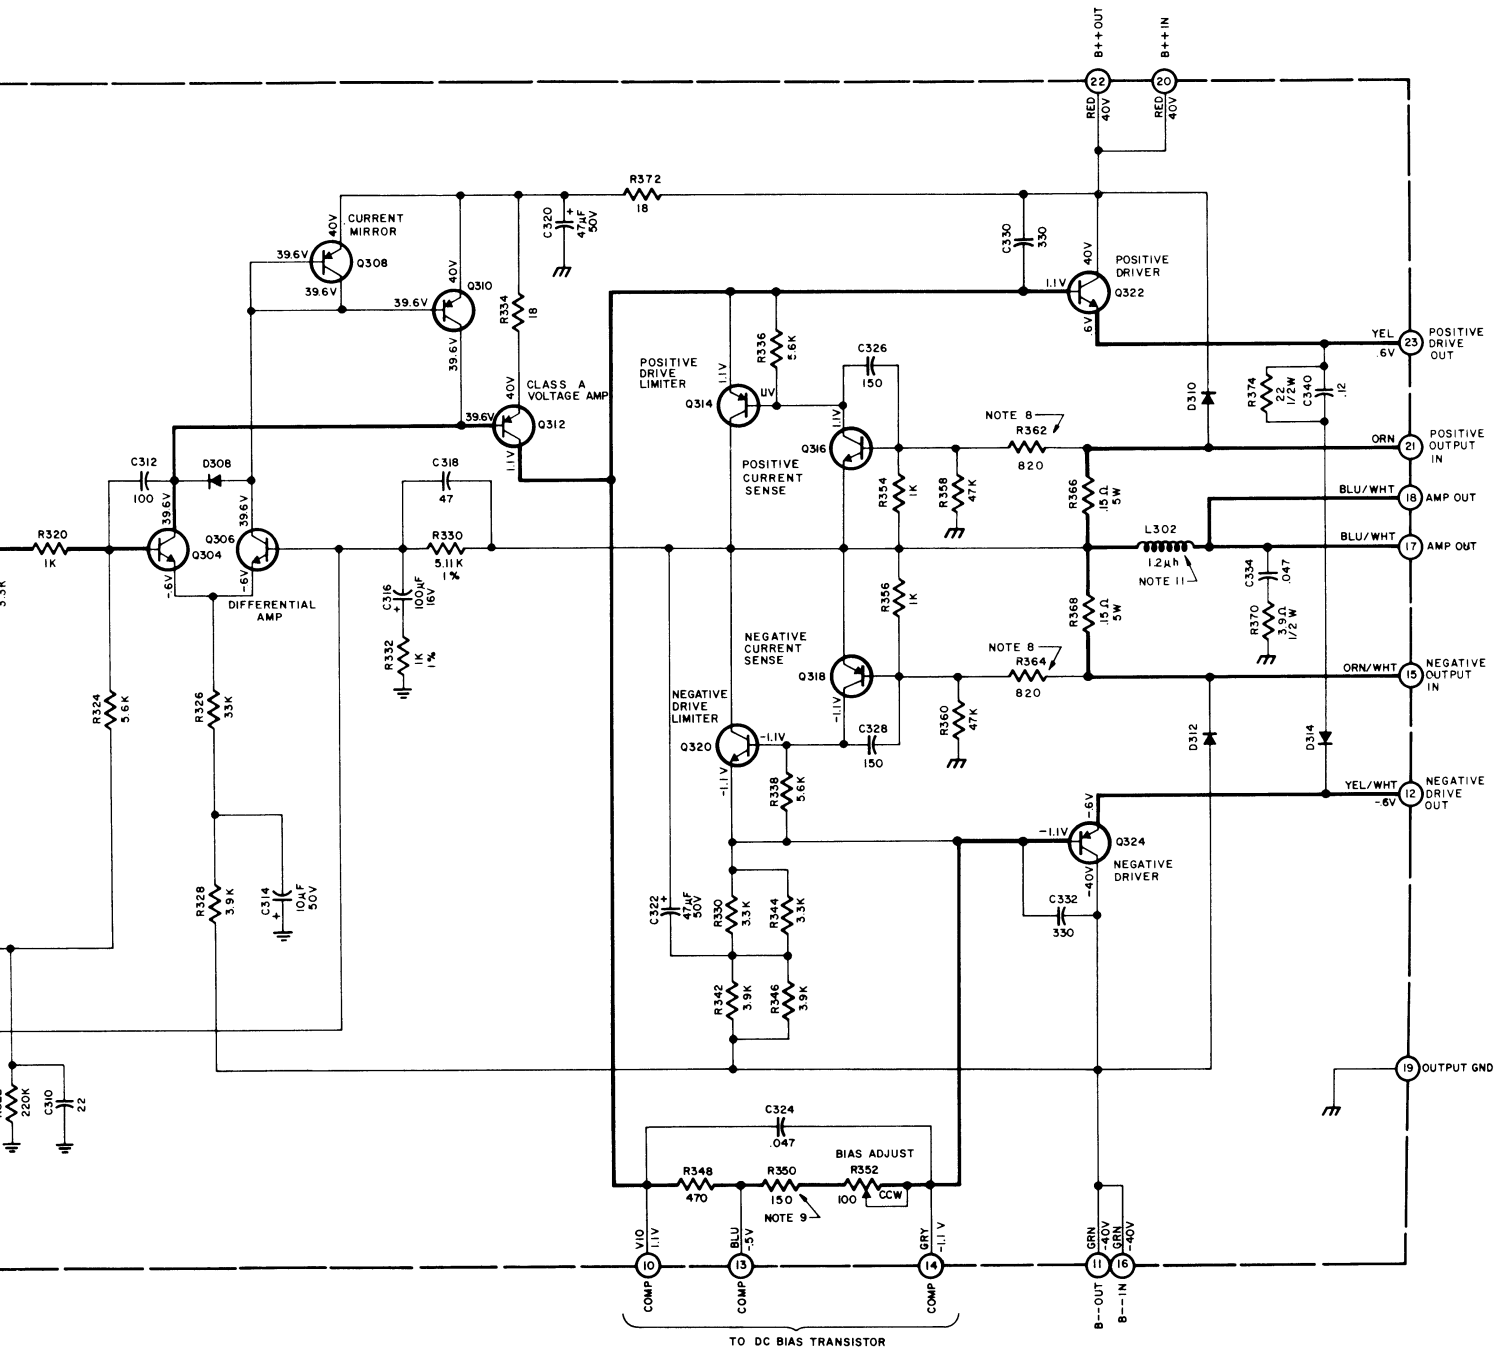 B++OUT
B++IN
22
20
RED
40V
RED
40V
R372
18
40V
CURRENT
MIRROR
C320
47µF
50V
C330
330
39.6V
Q308
39.6V
40V
Q310
39.6V
39.6V
R334
18
40V
POSITIVE
DRIVER
1.1V
Q322
.6V
YEL
.6V
23
POSITIVE
DRIVE
OUT
R336
5.6K
C326
150
POSITIVE
DRIVE
LIMITER
1.1V
Q314
1.1V
1.1V
Q316
POSITIVE
CURRENT
SENSE
CLASS A
VOLTAGE AMP
39.6V
Q312
1.1V
NOTE 8
R362
820
D310
R374
22
1/2W
C340
.12
ORN
21
POSITIVE
OUTPUT
IN
C312
100
D308
C318
47
39.6V
39.6V
R354
1K
R358
47K
R366
.15Ω
5W
BLU/WHT
18
AMP OUT
R320
1K
Q304
Q306
-.6V
-.6V
DIFFERENTIAL
AMP
R330
5.11K
1%
L302
1.2µh
NOTE 11
BLU/WHT
17
AMP OUT
3.3K
C316
100µF
16V
R332
1K
1%
R356
1K
R368
.15Ω
5W
C334
.047
R370
3.9Ω
1/2W
NEGATIVE
CURRENT
SENSE
Q318
-1.1V
NOTE 8
R364
820
ORN/WHT
15
NEGATIVE
OUTPUT
IN
R324
5.6K
R326
33K
NEGATIVE
DRIVE
LIMITER
Q320
-1.1V
-1.1V
C328
150
R360
47K
D312
D314
R338
5.6K
YEL/WHT
-.6V
12
NEGATIVE
DRIVE
OUT
-.6V
-1.1V
Q324
NEGATIVE
DRIVER
-40V
R328
3.9K
C314
10µF
50V
C322
47µF
50V
R330
3.3K
R344
3.3K
C332
330
R342
3.9K
R346
3.9K
220K
C310
22
19
OUTPUT GND
C324
.047
BIAS ADJUST
R348
470
R350
150
NOTE 9
R352
100
CCW
VIO
1.1V
BLU
-.5V
GRY
-1.1V
GRN
-40V
GRN
-40V
10
13
14
11
16
COMP
COMP
COMP
B--OUT
B--IN
TO DC BIAS TRANSISTOR